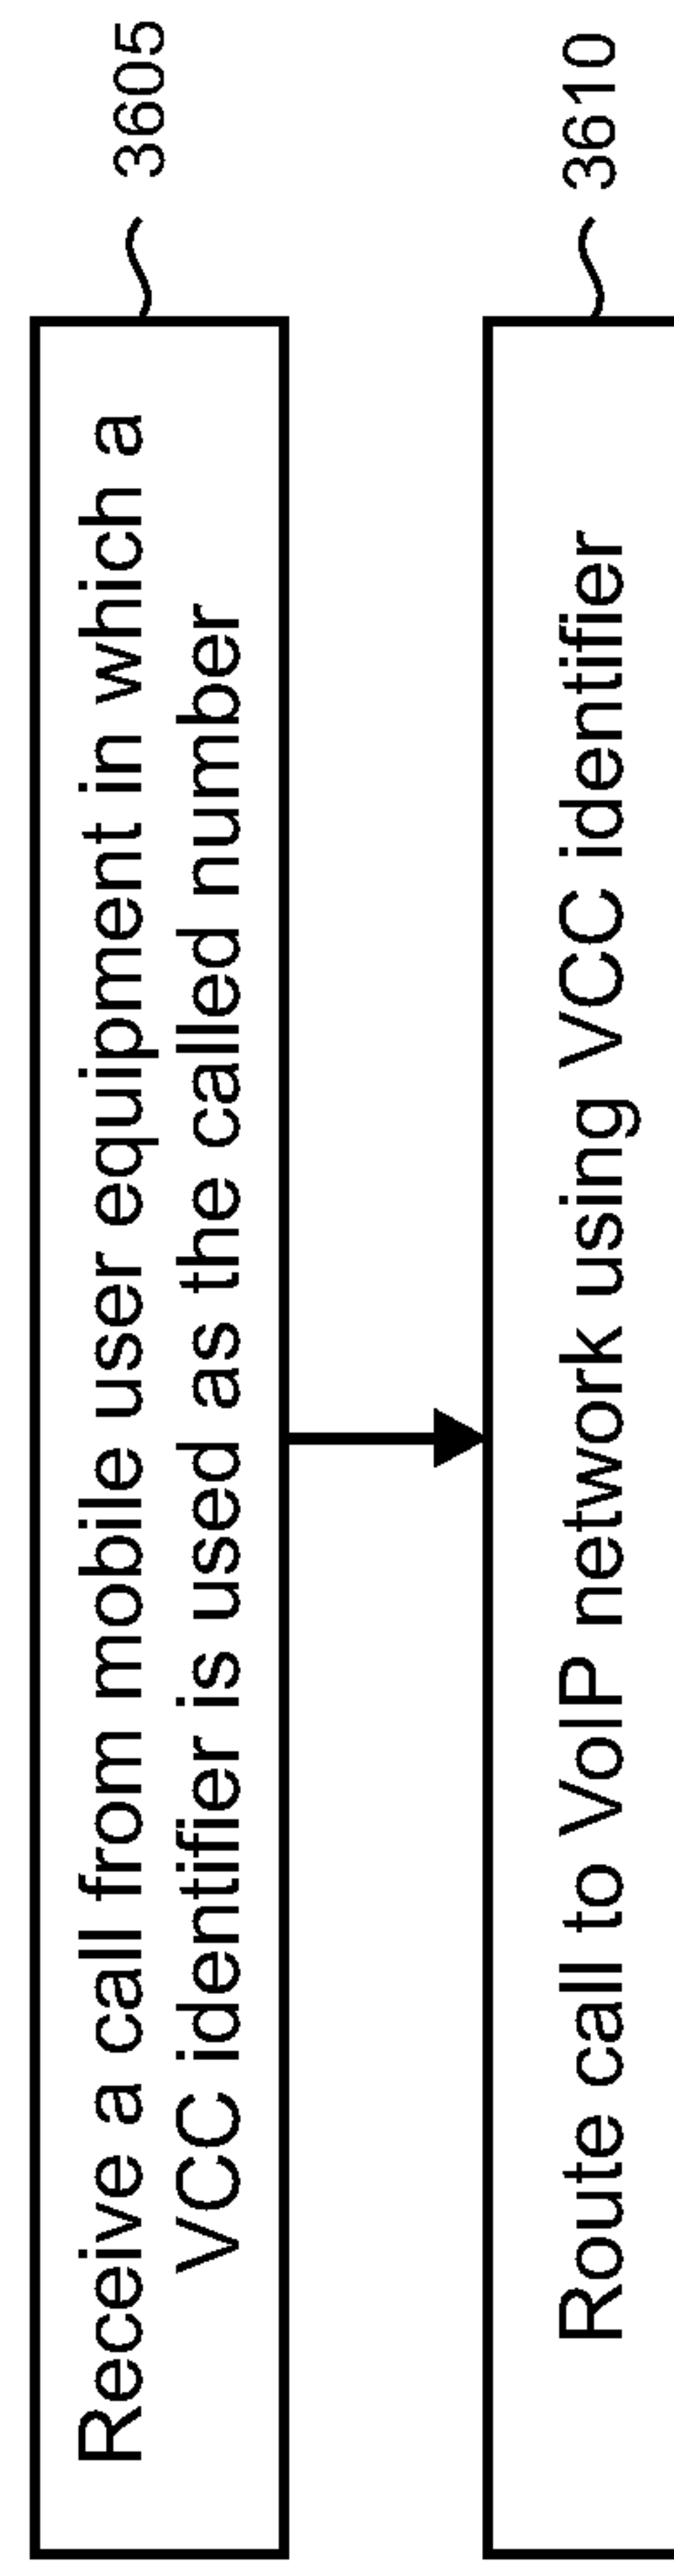 Receive a call from mobile user equipment in which a
VCC identifier is used as the called number
3605
Route call to VoIP network using VCC identifier
3610